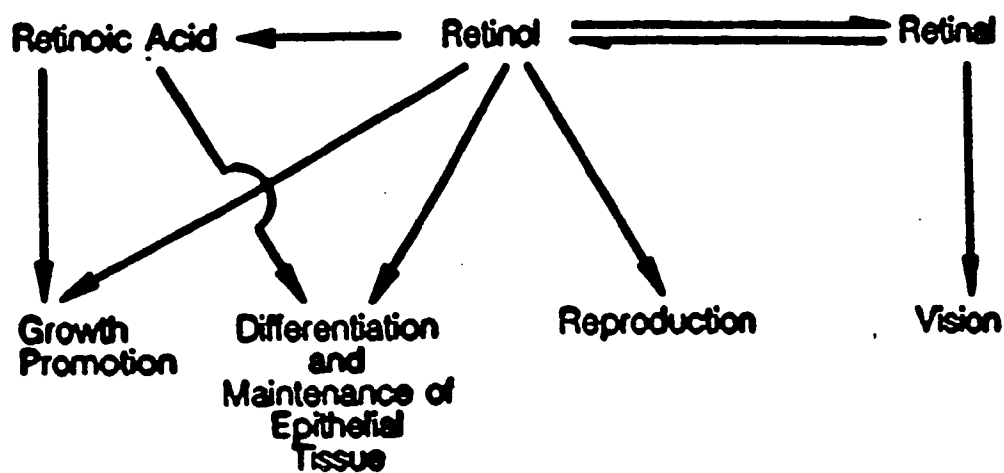 Retinoic Acid
Retinol
Retinal
Growth
Promotion
Differentiation
and
Maintenance of
Epithelial
Tissue
Reproduction
Vision